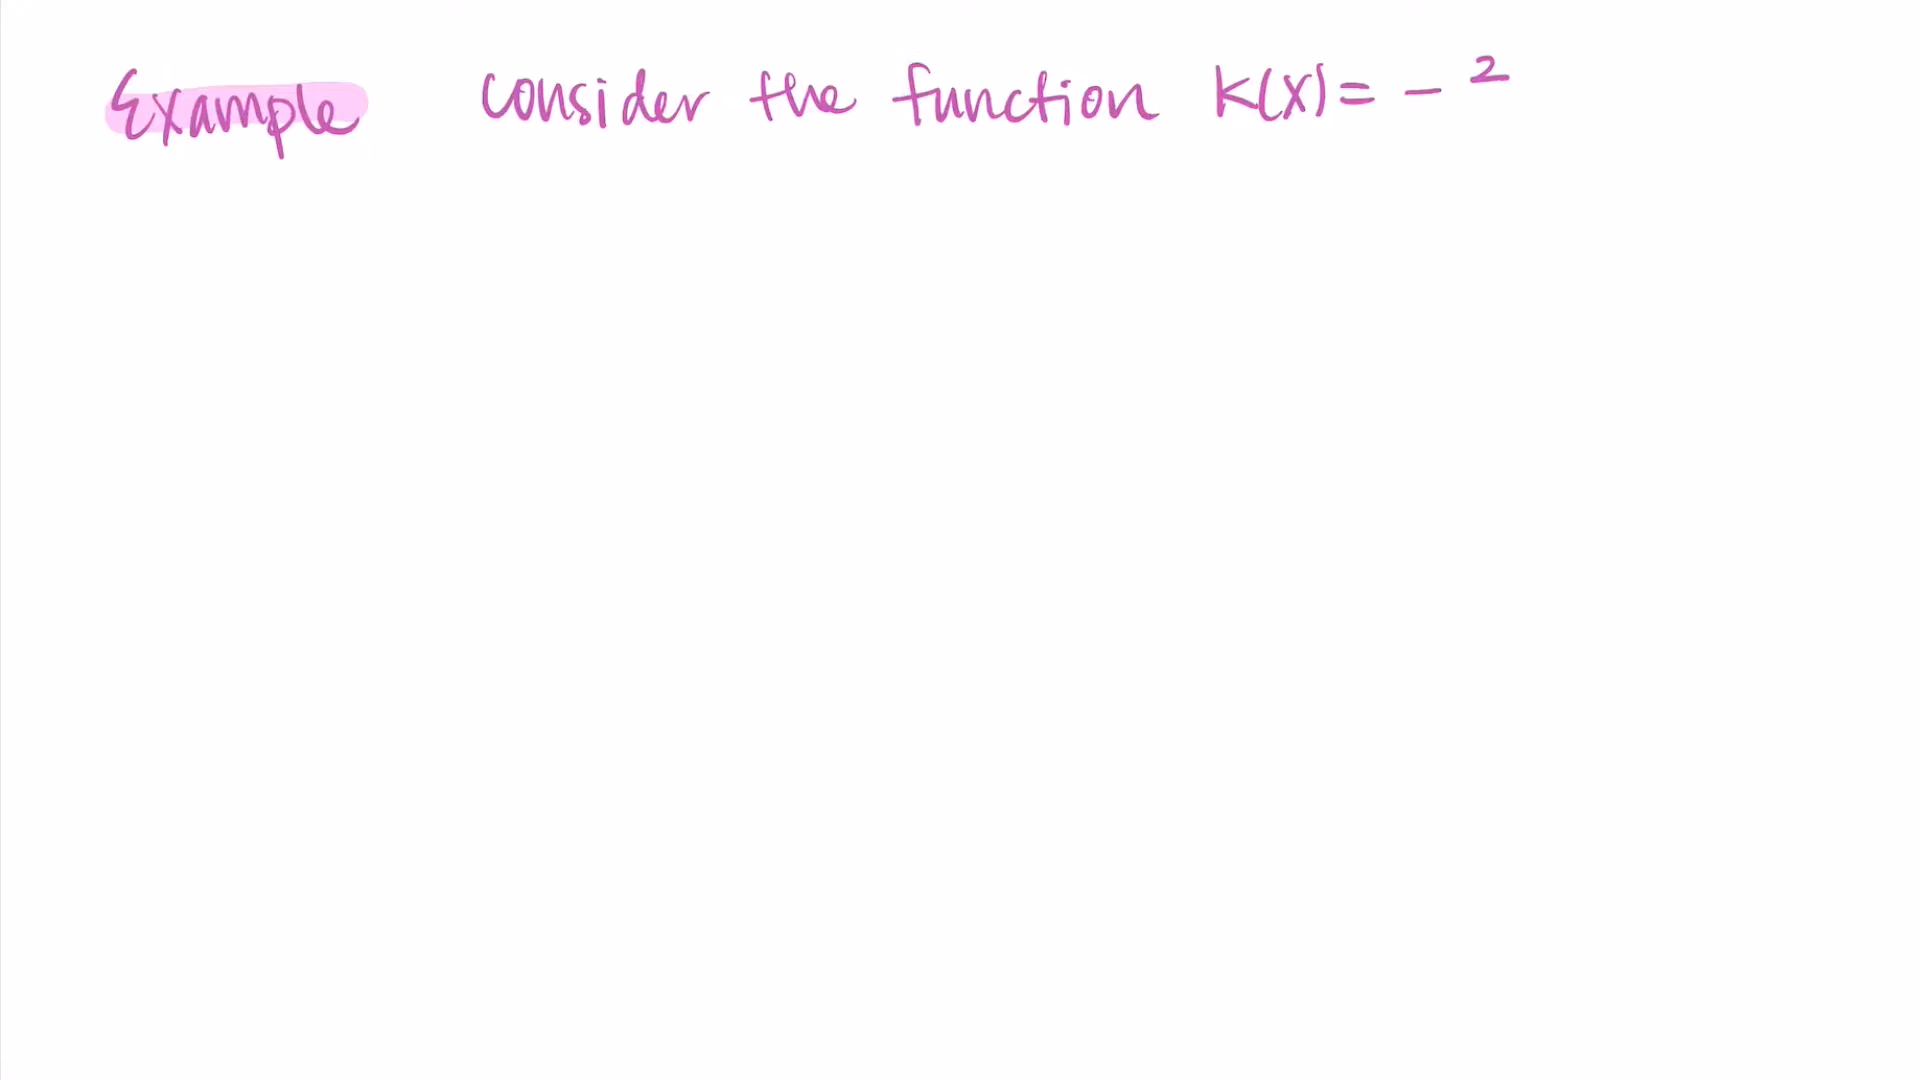 Example consider the function K(x) = - 2